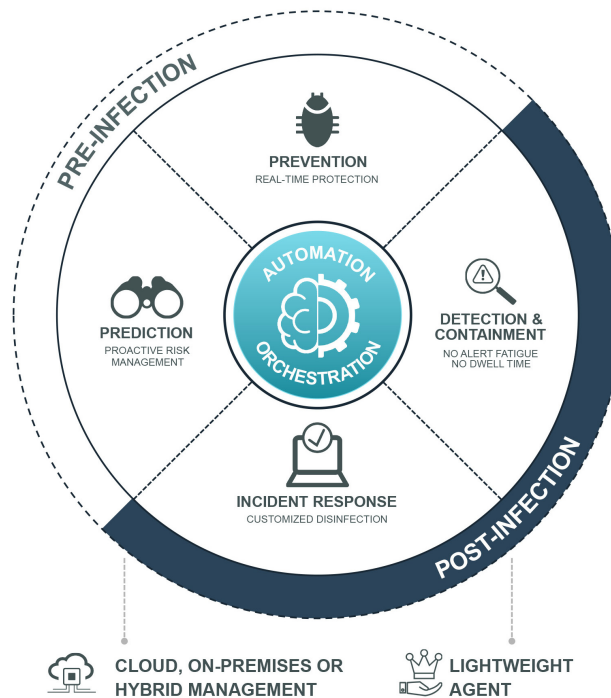 PRE-INFECTION
PREVENTION
REAL-TIME PROTECTION
AUTOMATION
ORCHESTRATION
PREDICTION
PROACTIVE RISK
MANAGEMENT
DETECTION &
CONTAINMENT
NO ALERT FATIGUE
NO DWELL TIME
INCIDENT RESPONSE
CUSTOMIZED DISINFECTION
POST-INFECTION
CLOUD, ON-PREMISES OR
HYBRID MANAGEMENT
LIGHTWEIGHT
AGENT